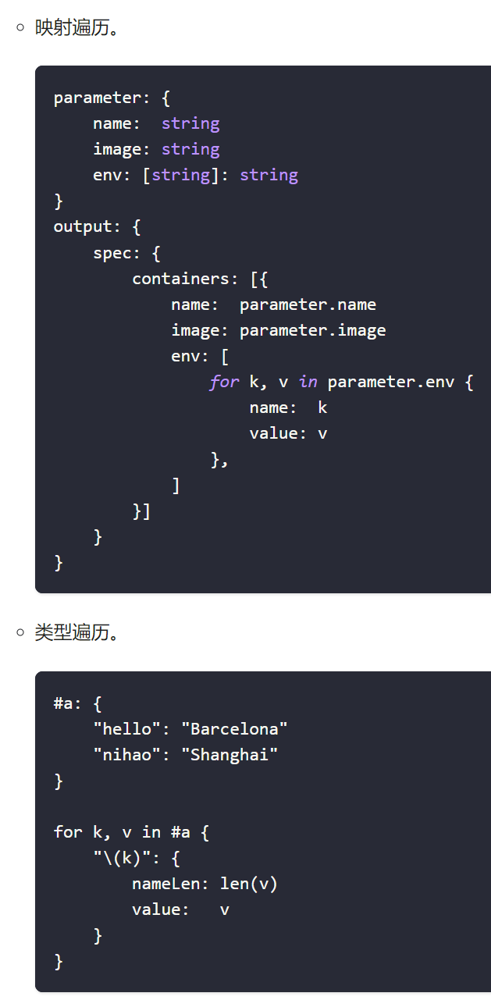 映射遍历。
parameter: {
    name:  string
    image: string
    env: [string]: string
}
output: {
    spec: {
        containers: [{
            name:  parameter.name
            image: parameter.image
            env: [
                for k, v in parameter.env {
                    name:  k
                    value: v
                },
            ]
        }]
    }
}
类型遍历。
#a: {
    "hello": "Barcelona"
    "nihao": "Shanghai"
}

for k, v in #a {
    "\(k)": {
        nameLen: len(v)
        value:   v
    }
}